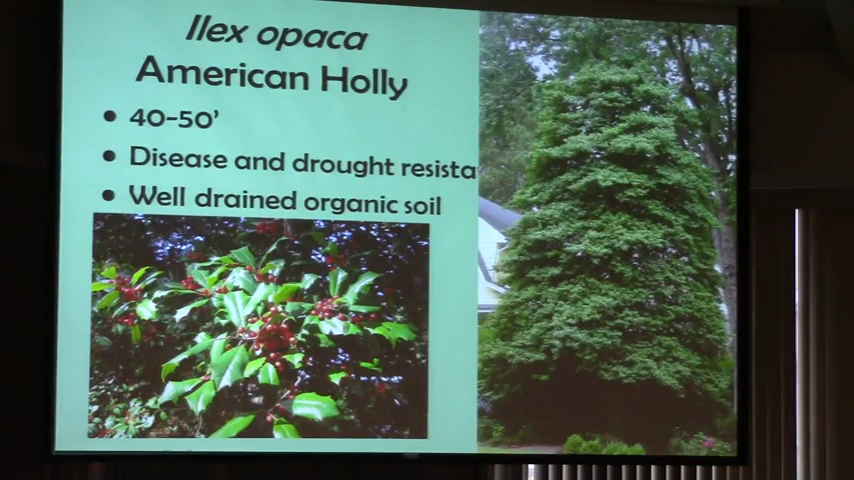 Ilex opaca
American Holly
• 40-50'
• Disease and drought resista
• Well drained organic soil